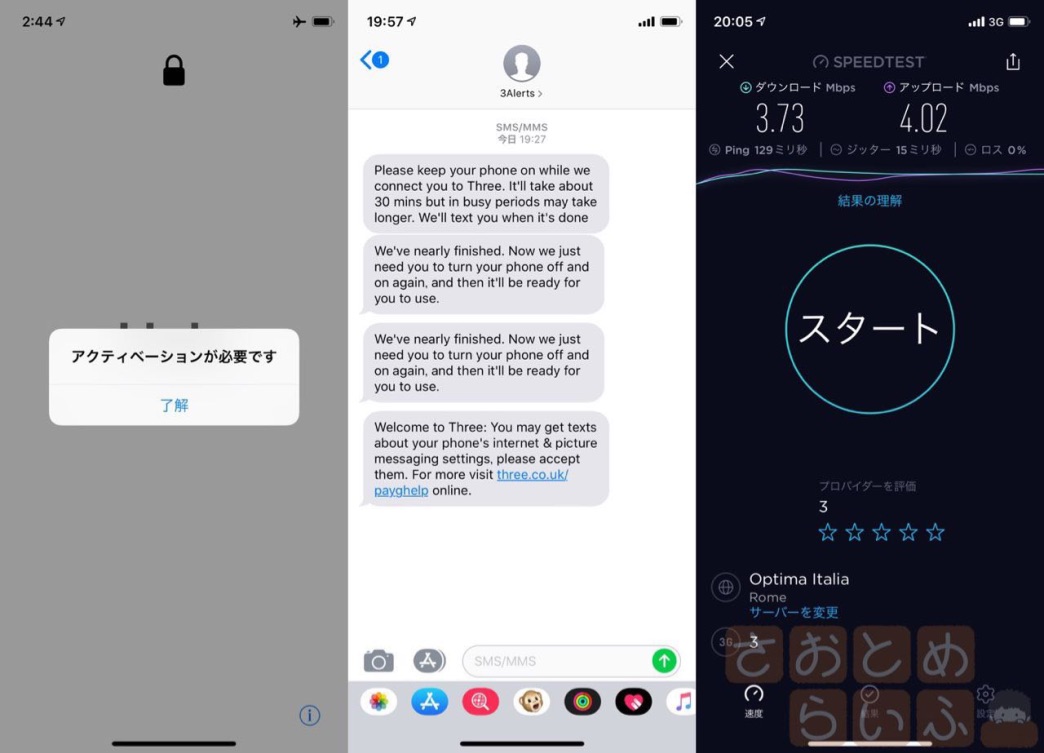 2:44
アクティベーションが必要です
了解
19:57
1
3Alerts >
SMS/MMS
今日 19:27
Please keep your phone on while we
connect you to Three. It'll take about
30 mins but in busy periods may take
longer. We'll text you when it's done
We've nearly finished. Now we just
need you to turn your phone off and
on again, and then it'll be ready for
you to use.
We've nearly finished. Now we just
need you to turn your phone off and
on again, and then it'll be ready for
you to use.
Welcome to Three: You may get texts
about your phone's internet & picture
messaging settings, please accept
them. For more visit three.co.uk/
payghelp online.
SMS/MMS
20:05
3G
SPEEDTEST
ダウンロード Mbps
アップロード Mbps
3.73
4.02
Ping 129ミリ秒
ジッター 15ミリ秒
ロス 0%
結果の理解
スタート
プロバイダーを評価
3
Optima Italia
Rome
サーバーを変更
3G
3
さおとめ
らいふ
速度